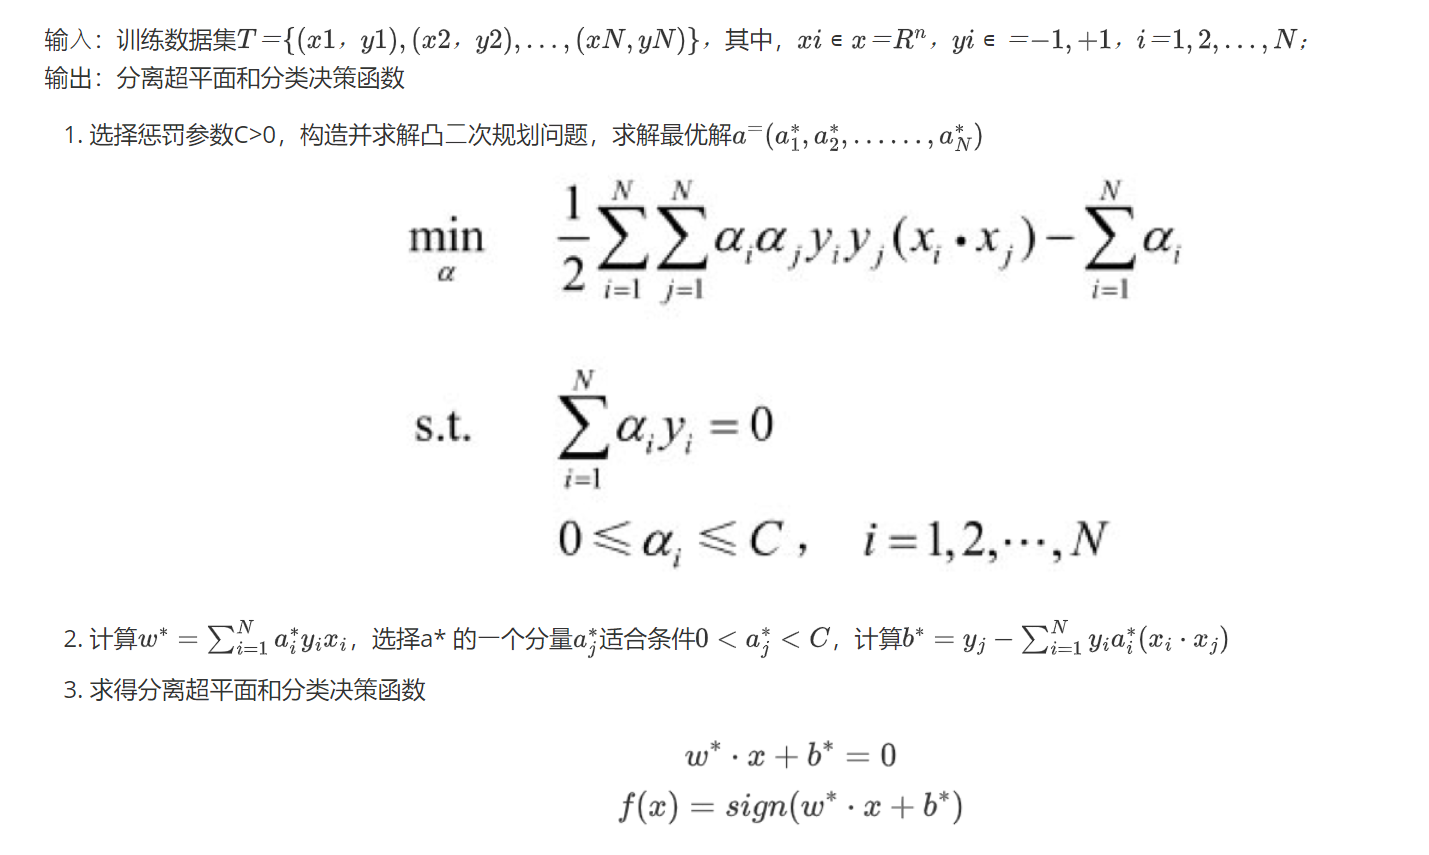 输入：训练数据集T={(x1，y1),(x2，y2),...,(xN,yN)}，其中，xi ∈ x=Rⁿ，yi ∈ =−1,+1，i=1,2,...,N；
输出：分离超平面和分类决策函数
1. 选择惩罚参数C>0，构造并求解凸二次规划问题，求解最优解a⁼(a₁*,a₂*,......,a_N*)
min_α 1/2 ∑_{i=1}^{N} ∑_{j=1}^{N} α_i α_j y_i y_j (x_i • x_j) − ∑_{i=1}^{N} α_i
s.t. ∑_{i=1}^{N} α_i y_i = 0
0 ⩽ α_i ⩽ C， i=1,2,⋯,N
2. 计算w* = ∑_{i=1}^{N} a_i* y_i x_i，选择a* 的一个分量a_j*适合条件0 < a_j* < C，计算b* = y_j − ∑_{i=1}^{N} y_i a_i* (x_i · x_j)
3. 求得分离超平面和分类决策函数
w* · x + b* = 0
f(x) = sign(w* · x + b*)